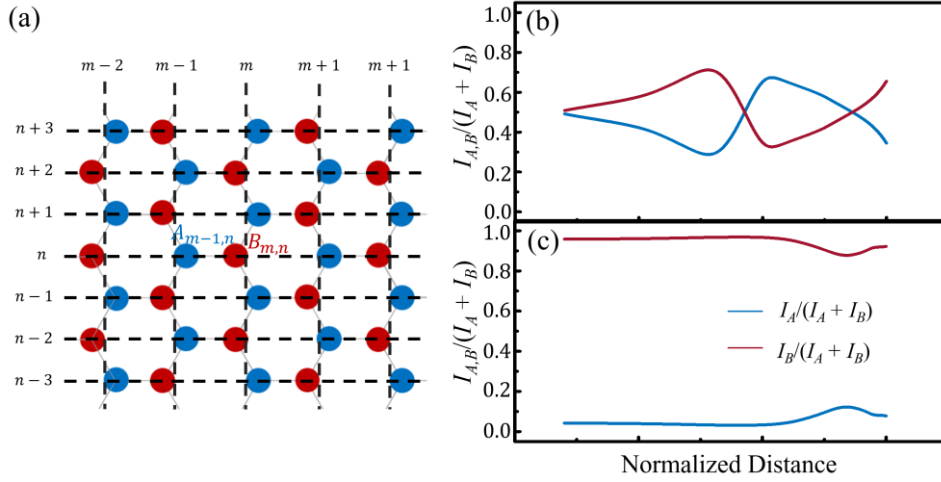 (a)
m − 2 m − 1 m m + 1 m + 1
n + 3
n + 2
n + 1
n
n − 1
n − 2
n − 3
A_{m−1,n}
B_{m,n}
(b)
I_{A,B}/(I_A + I_B)
1.0
0.8
0.6
0.4
0.2
0.0
(c)
I_{A,B}/(I_A + I_B)
1.0
0.8
0.6
0.4
0.2
0.0
I_A/(I_A + I_B)
I_B/(I_A + I_B)
Normalized Distance